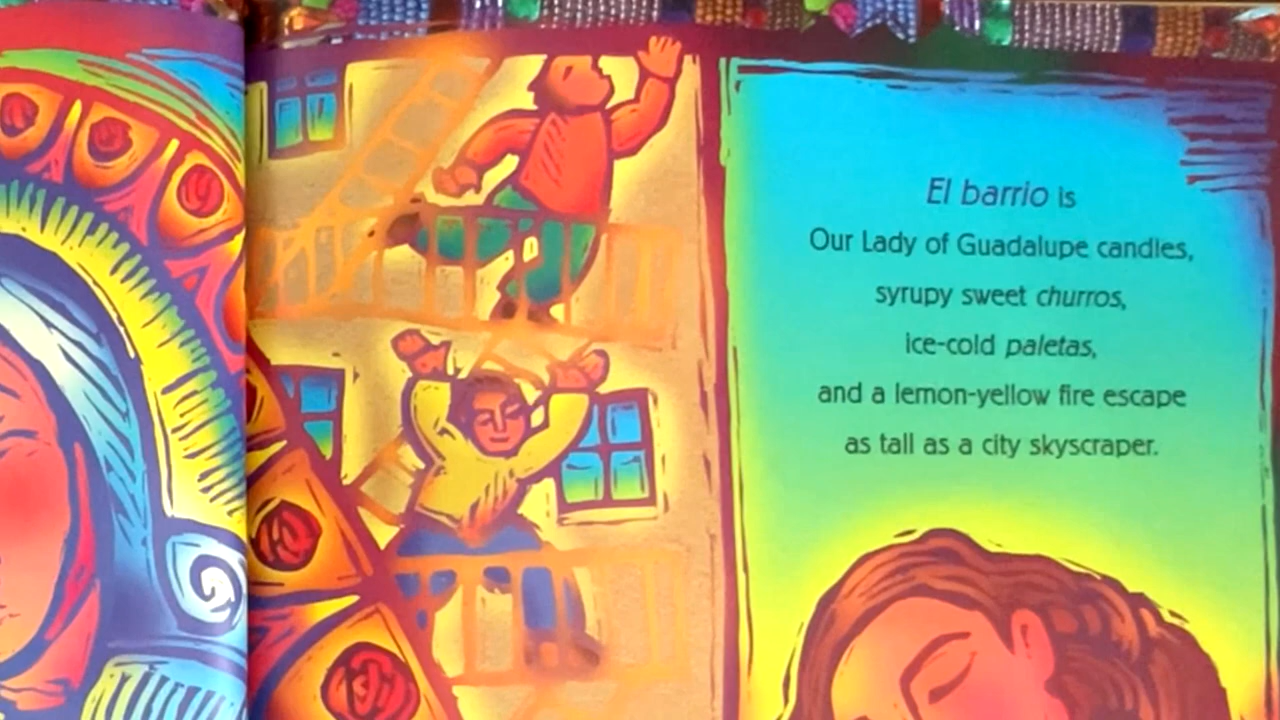 El barrio is
Our Lady of Guadalupe candles,
syrupy sweet churros,
ice-cold paletas,
and a lemon-yellow fire escape
as tall as a city skyscraper.